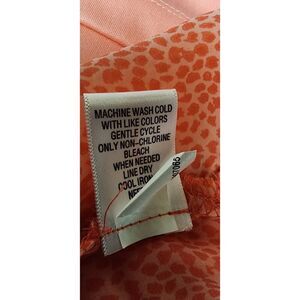 MACHINE WASH COLD
WITH LIKE COLORS
GENTLE CYCLE
ONLY NON-CHLORINE
BLEACH
WHEN NEEDED
LINE DRY
COOL IRON